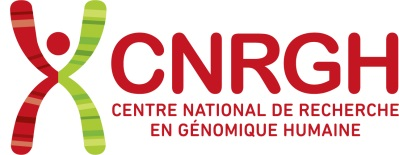 CNRGH
CENTRE NATIONAL DE RECHERCHE
EN GÉNOMIQUE HUMAINE